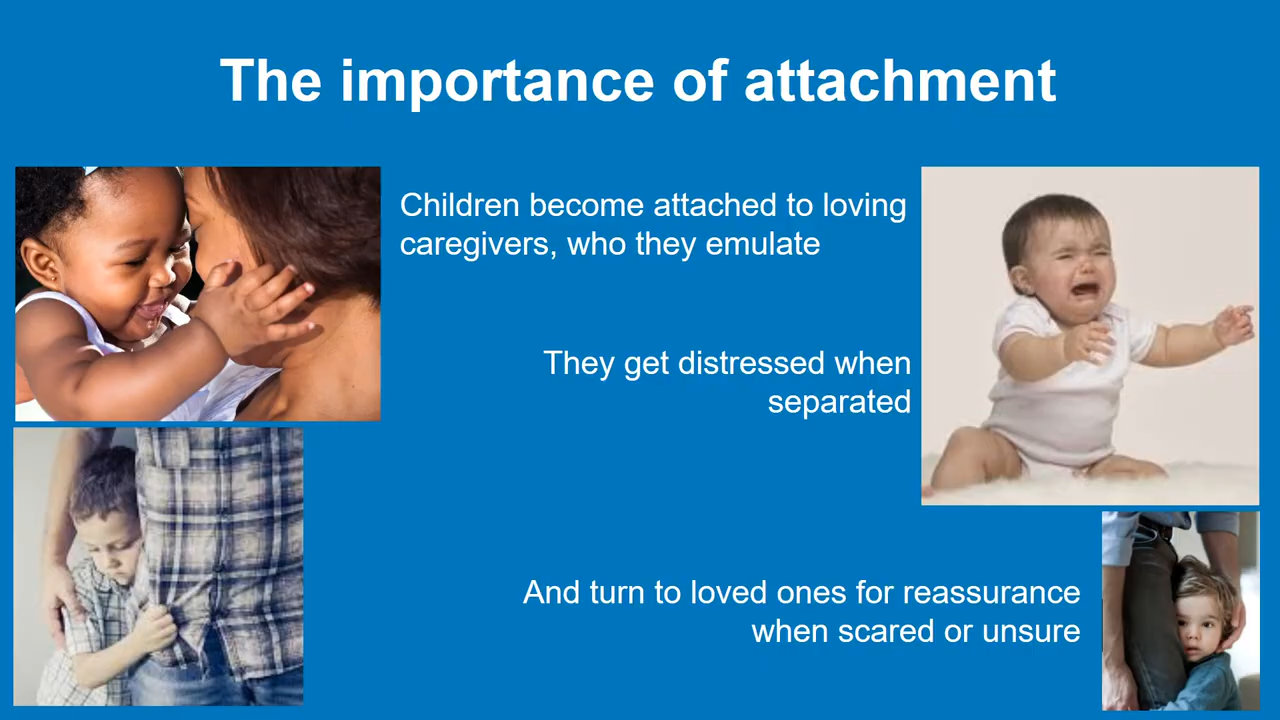 The importance of attachment
Children become attached to loving
caregivers, who they emulate
They get distressed when
separated
And turn to loved ones for reassurance
when scared or unsure